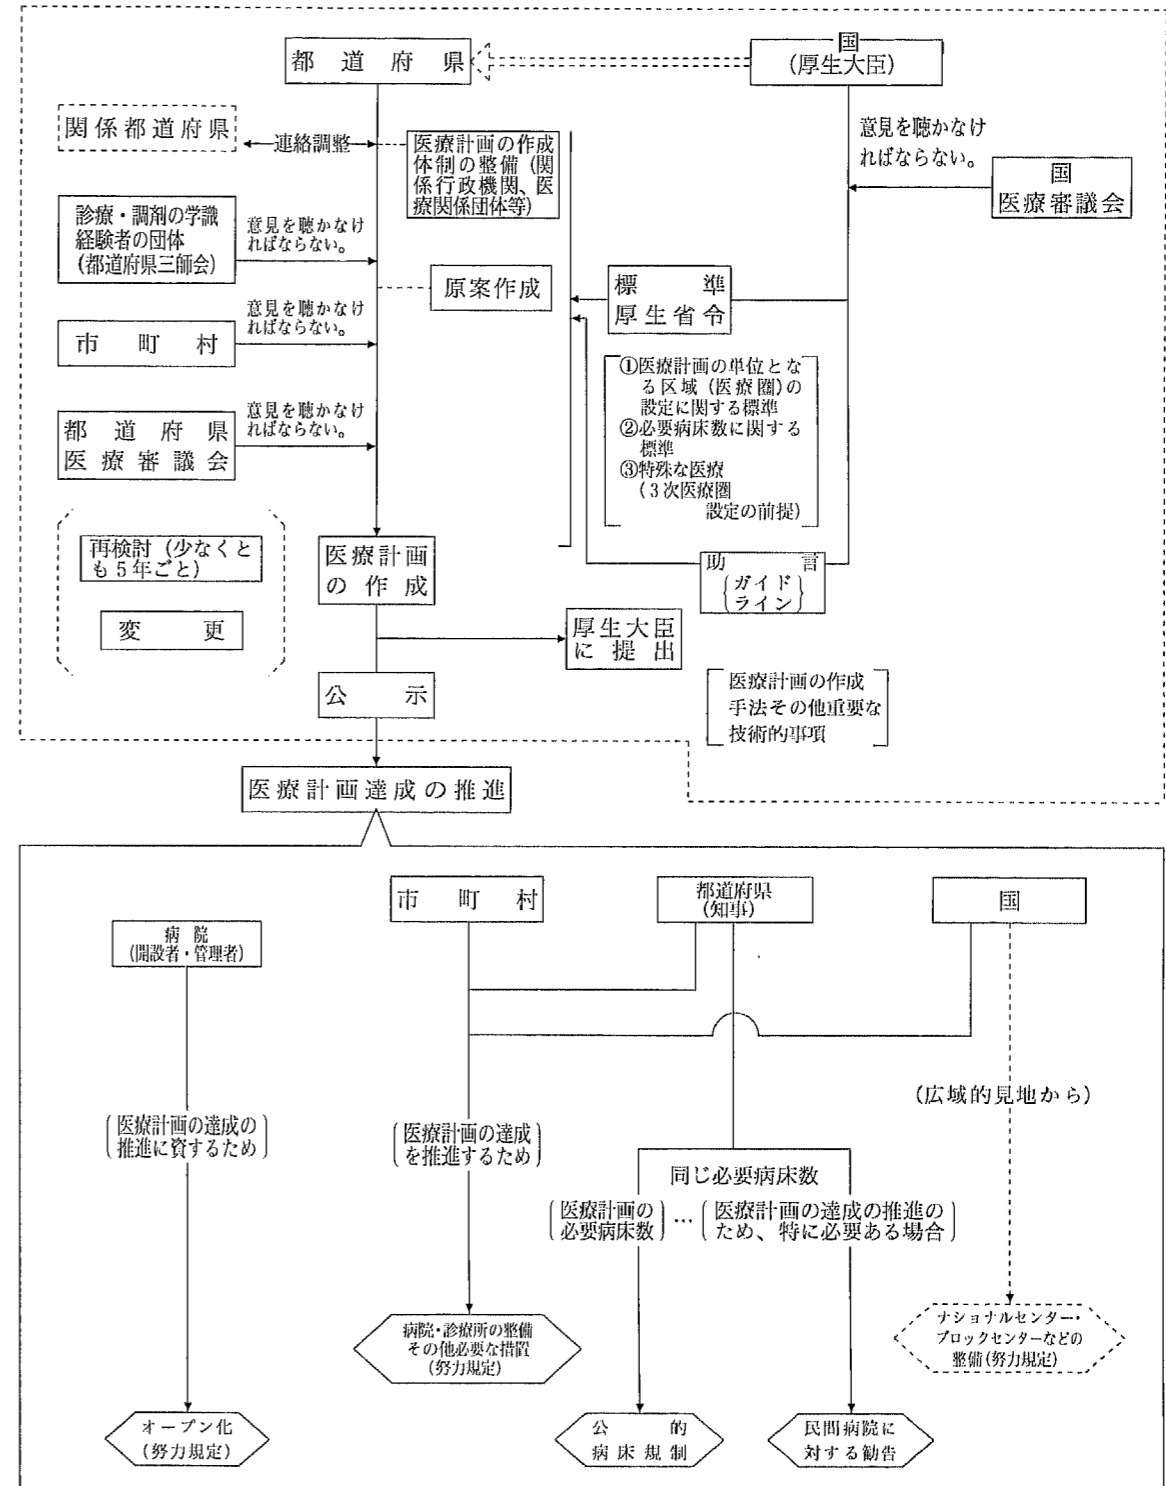 都道府県
国
(厚生大臣)
関係都道府県
連絡調整
医療計画の作成
体制の整備（関
係行政機関、医
療関係団体等）
意見を聴かなけ
ればならない。
国
医療審議会
診療・調剤の学識
経験者の団体
(都道府県三師会)
意見を聴かなけ
ればならない。
原案作成
標準
厚生省令
市町村
意見を聴かなけ
ればならない。
①医療計画の単位とな
る区域（医療圏）の
設定に関する標準
②必要病床数に関する
標準
③特殊な医療
(３次医療圏
設定の前提)
都道府県
医療審議会
意見を聴かなけ
ればならない。
再検討（少なくと
も５年ごと）
変更
医療計画
の作成
助言
ガイド
ライン
厚生大臣
に提出
公示
医療計画の作成
手法その他重要な
技術的事項
医療計画達成の推進
病院
(開設者・管理者)
市町村
都道府県
(知事)
国
(広域的見地から)
医療計画の達成の
推進に資するため
医療計画の達成
を推進するため
同じ必要病床数
医療計画の
必要病床数
…
医療計画の達成の推進の
ため、特に必要ある場合
病院・診療所の整備
その他必要な措置
(努力規定)
ナショナルセンター・
ブロックセンターなどの
整備(努力規定)
オープン化
(努力規定)
公的
病床規制
民間病院に
対する勧告